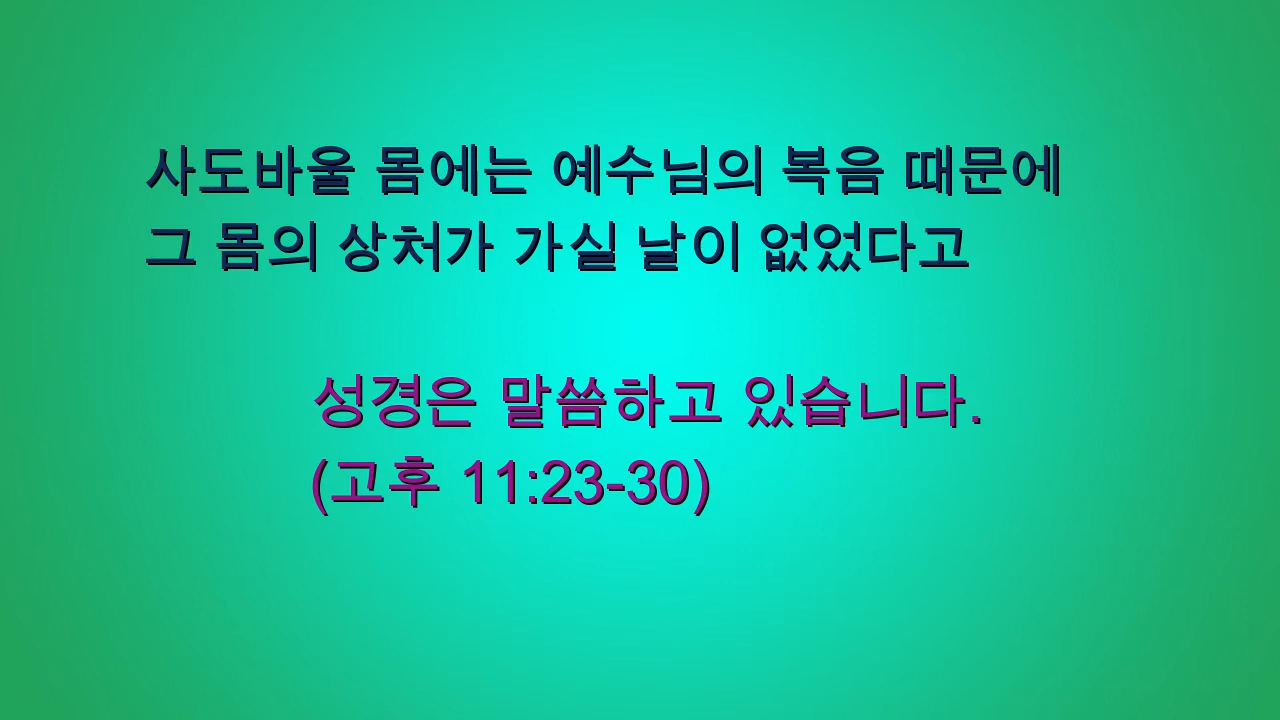 사도바울 몸에는 예수님의 복음 때문에
그 몸의 상처가 가실 날이 없었다고
성경은 말씀하고 있습니다.
(고후 11:23-30)